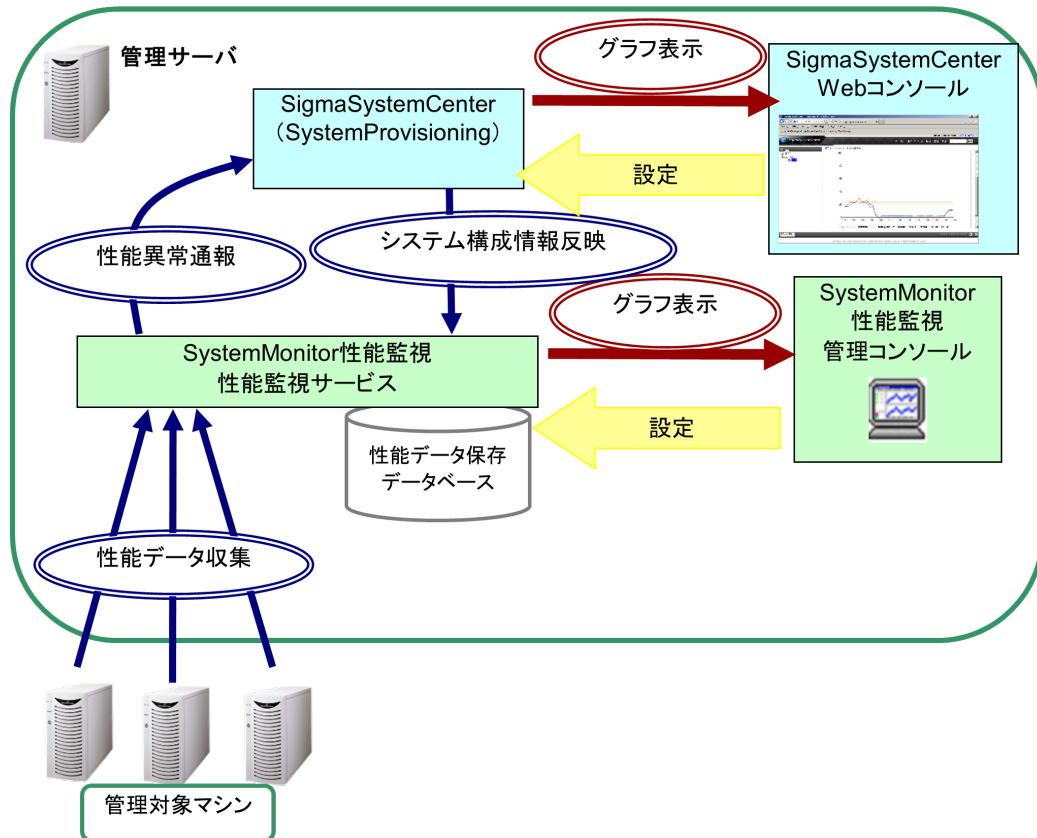 管理サーバ
グラフ表示
SigmaSystemCenter
Webコンソール
SigmaSystemCenter
（SystemProvisioning）
設定
性能異常通報
システム構成情報反映
グラフ表示
SystemMonitor
性能監視
管理コンソール
SystemMonitor性能監視
性能監視サービス
設定
性能データ保存
データベース
性能データ収集
管理対象マシン